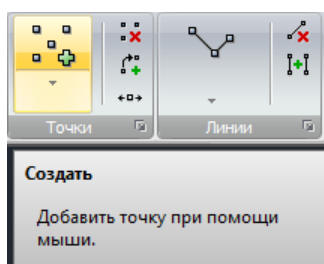 Точки
Линии
Создать
Добавить точку при помощи
мыши.